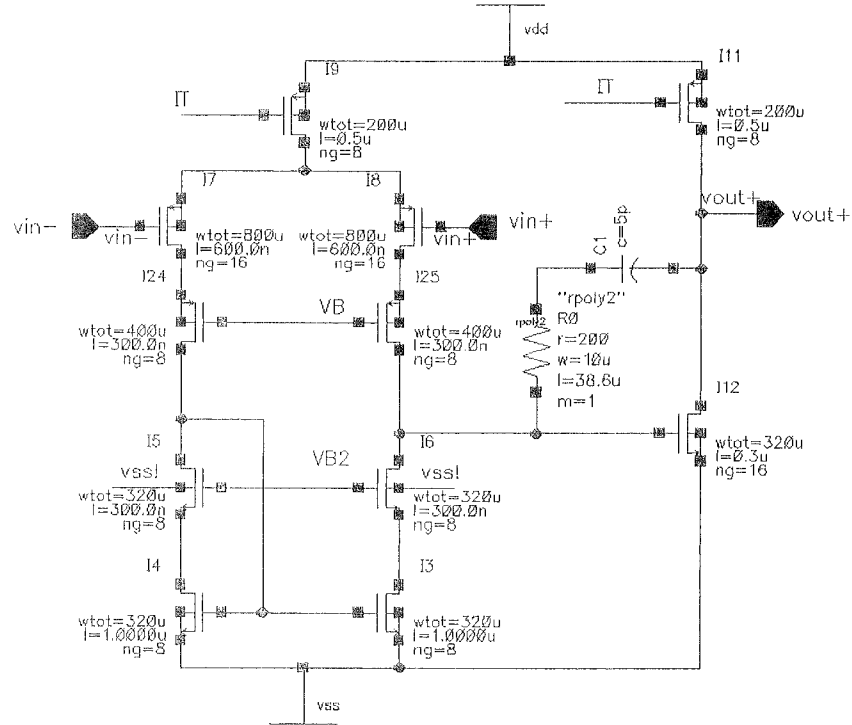 vdd
I9
I11
IT
IT
wtot=200u
l=0.5u
ng=8
wtot=200u
l=0.5u
ng=8
I7
I8
vin-
vin-
wtot=800u
l=600.0n
ng=16
wtot=800u
l=600.0n
ng=16
vin+
vin+
vout+
vout+
C1
c=5p
I24
I25
VB
wtot=400u
l=300.0n
ng=8
wtot=400u
l=300.0n
ng=8
"rpoly2"
rpoly2
R0
r=200
w=10u
l=38.6u
m=1
I12
wtot=320u
l=0.3u
ng=16
I5
I6
VB2
vss!
vss!
wtot=320u
l=300.0n
ng=8
wtot=320u
l=300.0n
ng=8
I4
I3
wtot=320u
l=1.0000u
ng=8
wtot=320u
l=1.0000u
ng=8
vss